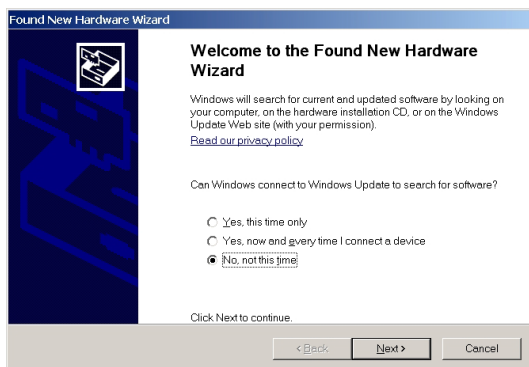 Found New Hardware Wizard
Welcome to the Found New Hardware
Wizard
Windows will search for current and updated software by looking on
your computer, on the hardware installation CD, or on the Windows
Update Web site (with your permission).
Read our privacy policy
Can Windows connect to Windows Update to search for software?
Yes, this time only
Yes, now and every time I connect a device
No, not this time
Click Next to continue.
< Back Next > Cancel